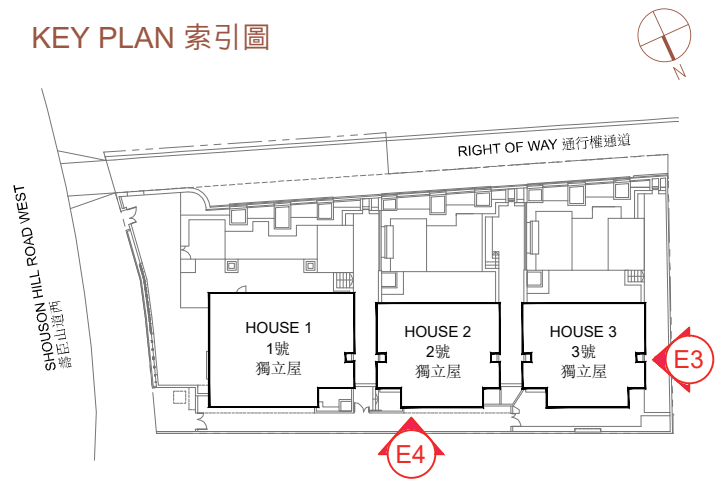 KEY PLAN 索引圖
N
RIGHT OF WAY 通行權通道
SHOUSON HILL ROAD WEST
壽臣山道西
HOUSE 1
1號
獨立屋
HOUSE 2
2號
獨立屋
HOUSE 3
3號
獨立屋
E3
E4